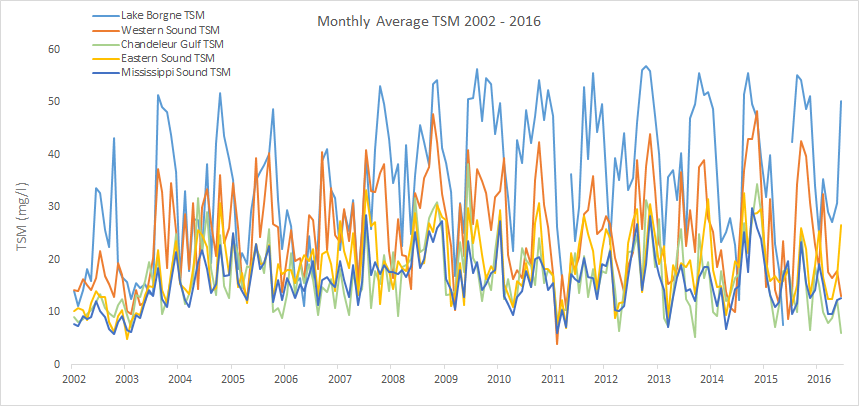 Monthly Average TSM 2002 - 2016
Lake Borgne TSM
Western Sound TSM
Chandeleur Gulf TSM
Eastern Sound TSM
Mississippi Sound TSM
TSM (mg/l)
60
50
40
30
20
10
0
2002 2003 2004 2005 2006 2007 2008 2009 2010 2011 2012 2013 2014 2015 2016